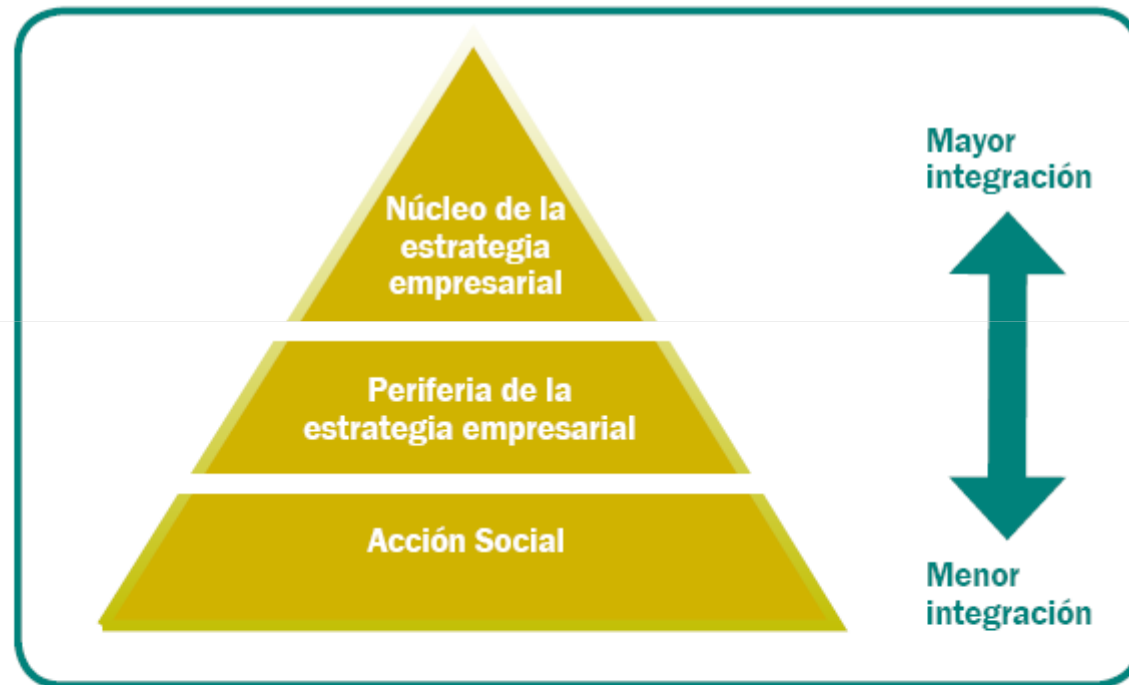 Mayor
integración
Núcleo de la
estrategia
empresarial
Periferia de la
estrategia empresarial
Acción Social
Menor
integración